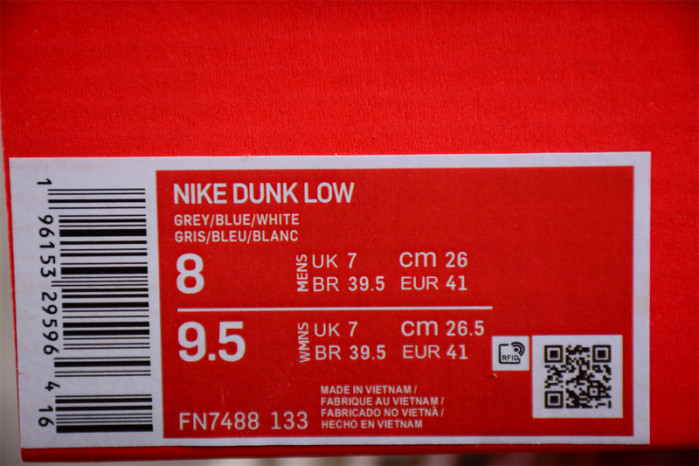 NIKE DUNK LOW
GREY/BLUE/WHITE
GRIS/BLEU/BLANC
8 MENS UK 7 cm 26
BR 39.5 EUR 41
9.5 WMNS UK 7 cm 26.5
BR 39.5 EUR 41
RFID
MADE IN VIETNAM /
FABRIQUE AU VIETNAM /
FABRICADO NO VIETNÃ /
HECHO EN VIETNAM
FN7488 133
1 96153 29596 4 16